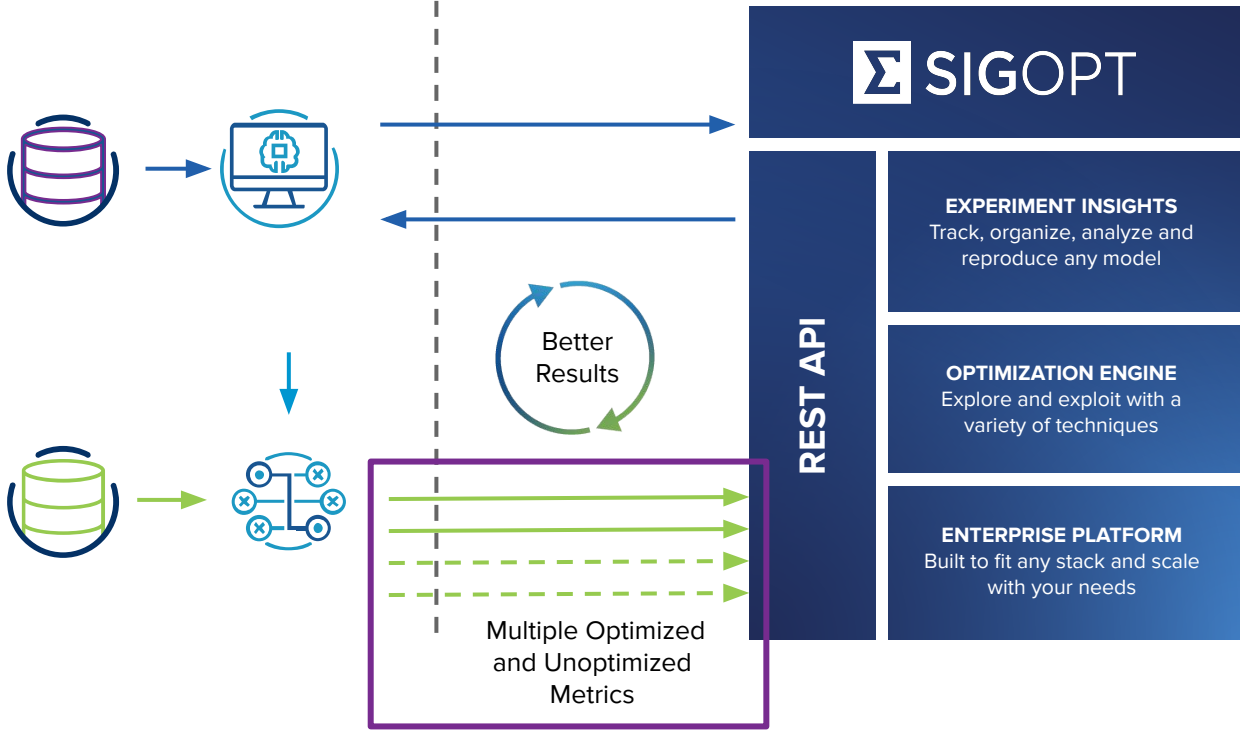 SIGOPT
EXPERIMENT INSIGHTS
Track, organize, analyze and
reproduce any model
Better
Results
REST API
OPTIMIZATION ENGINE
Explore and exploit with a
variety of techniques
ENTERPRISE PLATFORM
Built to fit any stack and scale
with your needs
Multiple Optimized
and Unoptimized
Metrics